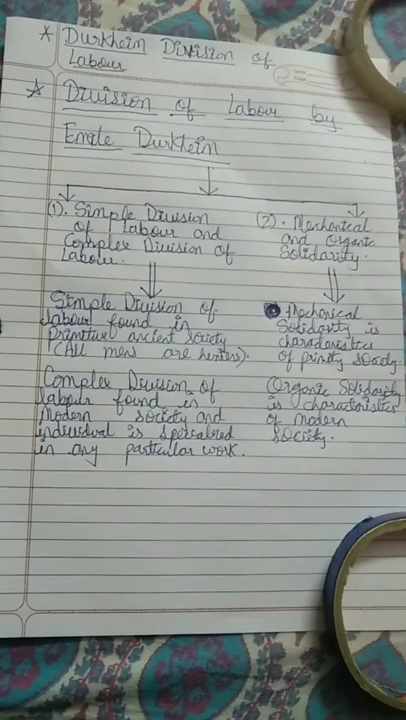 * Durkheim Division of
Labour
* Division of Labour by
Emile Durkheim
(1). Simple Division
of Labour and
Complex Division of
Labour.
Simple Division of
labour found in
Primitive ancient Society
(All mens are hunters).
Complex Division of
labour found in
Modern society and
individual is specialized
in any particular work.
(2). Mechanical
and Organic
Solidarity.
Mechanical
Solidarity is
characteristics
of primity society.
Organic Solidarity
is characteristics
of modern
society.